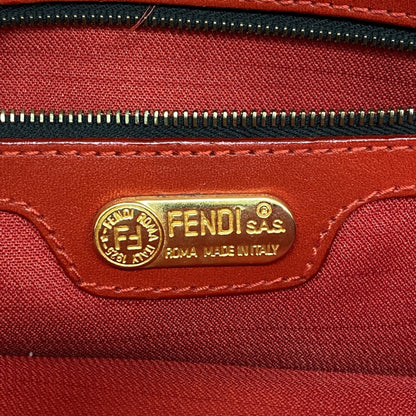 FENDI ROMA ITALY 1925
FF
FENDI® S.A.S.
ROMA MADE IN ITALY